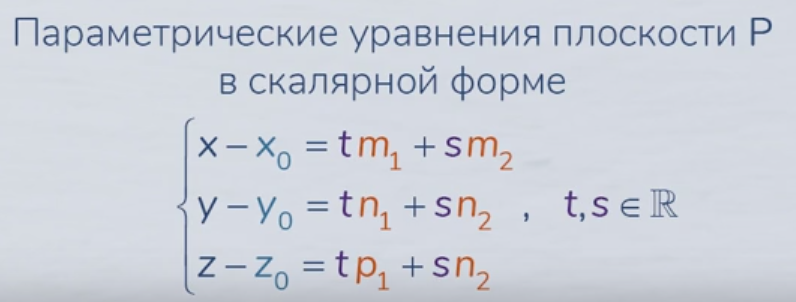 Параметрические уравнения плоскости P
в скалярной форме
x − x₀ = tm₁ + sm₂
y − y₀ = tn₁ + sn₂ , t,s ∈ ℝ
z − z₀ = tp₁ + sn₂